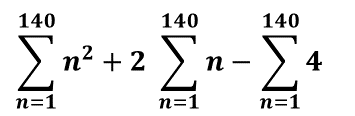 140 140 140
∑ n² + 2 ∑ n − ∑ 4
n=1 n=1 n=1